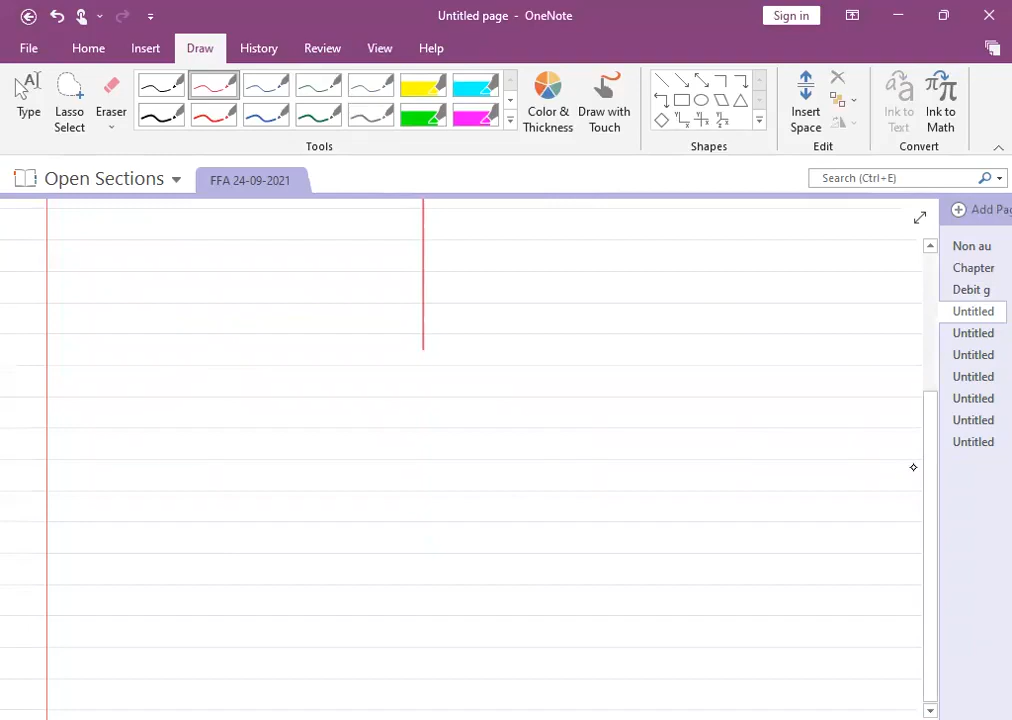 Untitled page - OneNote
Sign in
File Home Insert Draw History Review View Help
Type
Lasso Select
Eraser
Color & Thickness
Draw with Touch
Insert Space
Ink to Text
Ink to Math
Tools Shapes Edit Convert
Open Sections FFA 24-09-2021 Search (Ctrl+E)
Add Pag
Non au
Chapter
Debit g
Untitled
Untitled
Untitled
Untitled
Untitled
Untitled
Untitled